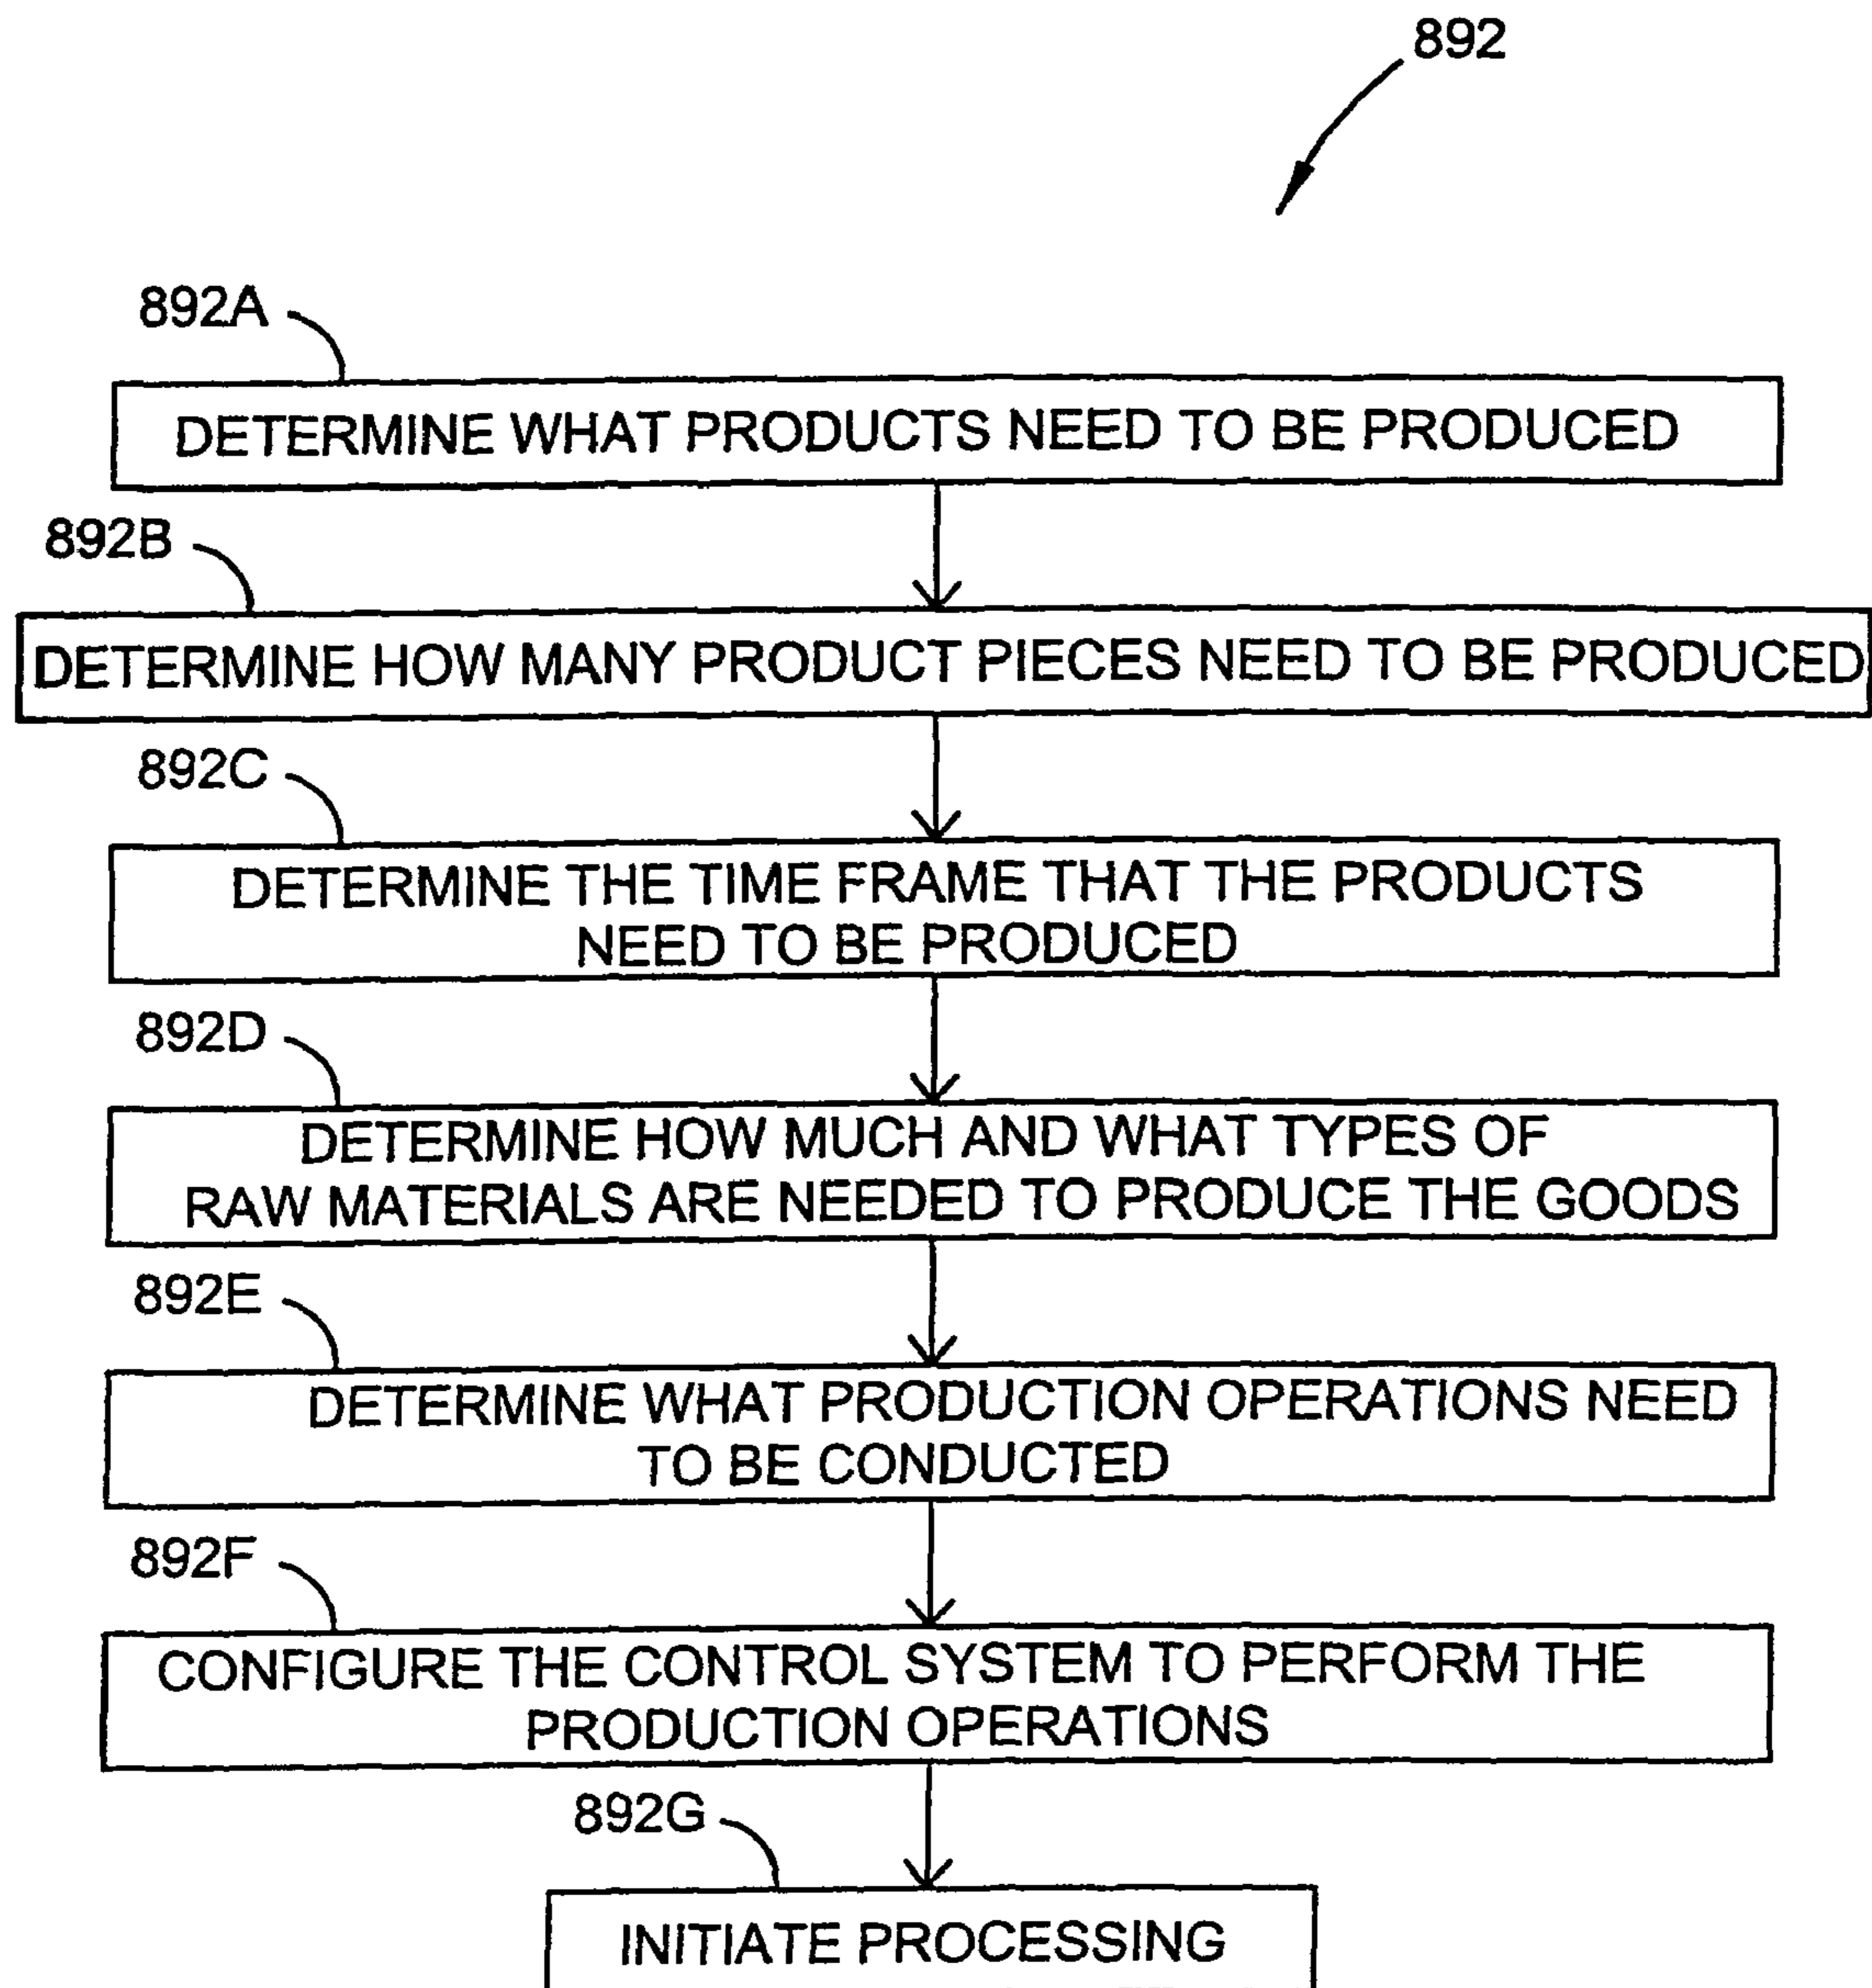 892
892A
DETERMINE WHAT PRODUCTS NEED TO BE PRODUCED
892B
DETERMINE HOW MANY PRODUCT PIECES NEED TO BE PRODUCED
892C
DETERMINE THE TIME FRAME THAT THE PRODUCTS
NEED TO BE PRODUCED
892D
DETERMINE HOW MUCH AND WHAT TYPES OF
RAW MATERIALS ARE NEEDED TO PRODUCE THE GOODS
892E
DETERMINE WHAT PRODUCTION OPERATIONS NEED
TO BE CONDUCTED
892F
CONFIGURE THE CONTROL SYSTEM TO PERFORM THE
PRODUCTION OPERATIONS
892G
INITIATE PROCESSING